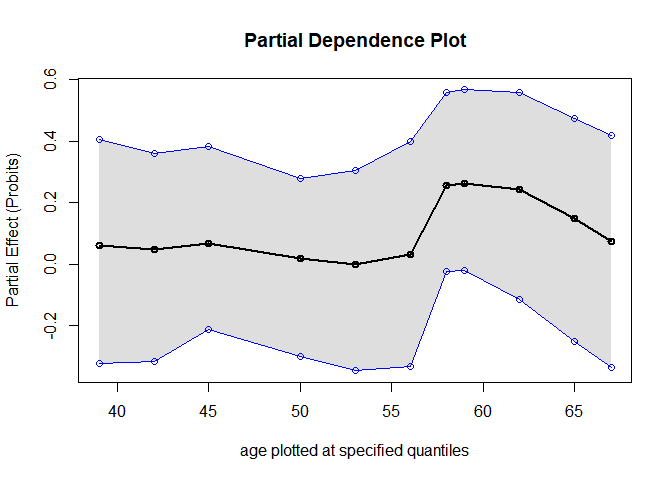 Partial Dependence Plot
Partial Effect (Probits)
0.6
0.4
0.2
0.0
-0.2
40 45 50 55 60 65
age plotted at specified quantiles